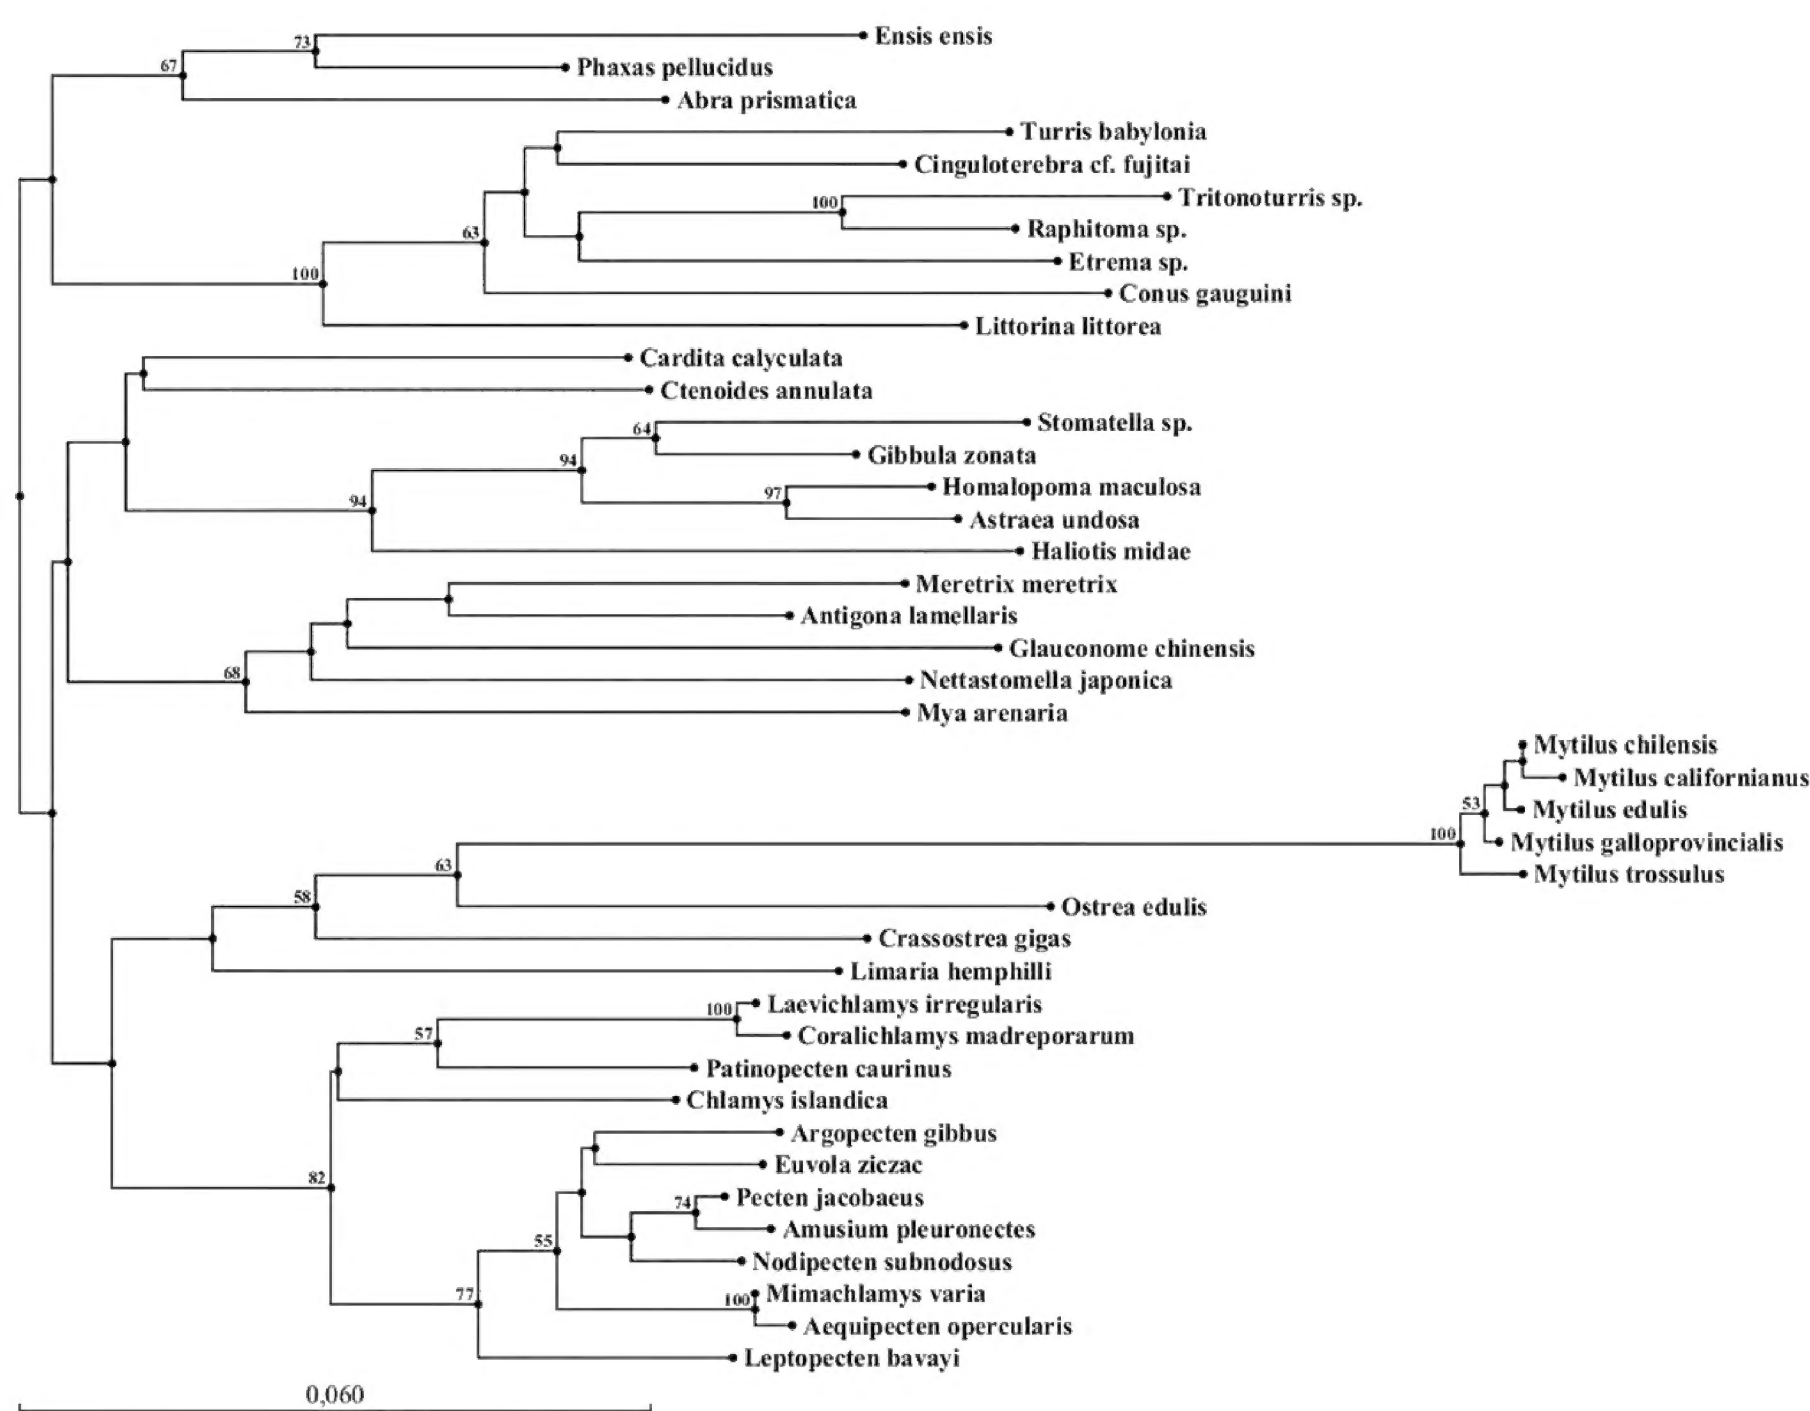 73
Ensis ensis
67
Phaxas pellucidus
Abra prismatica
Turris babylonia
Cinguloterebra cf. fujitai
100
Tritonoturris sp.
63
Raphitoma sp.
Etrema sp.
100
Conus gauguini
Littorina littorea
Cardita calyculata
Ctenoides annulata
64
Stomatella sp.
94
Gibbula zonata
97
Homalopoma maculosa
94
Astraea undosa
Haliotis midae
Meretrix meretrix
Antigona lamellaris
Glauconome chinensis
68
Nettastomella japonica
Mya arenaria
Mytilus chilensis
Mytilus californianus
53
Mytilus edulis
100
Mytilus galloprovincialis
63
Mytilus trossulus
58
Ostrea edulis
Crassostrea gigas
Limaria hemphilli
100
Laevichlamys irregularis
57
Coralichlamys madreporarum
Patinopecten caurinus
Chlamys islandica
Argopecten gibbus
Euvola ziczac
82
74
Pecten jacobaeus
Amusium pleuronectes
55
Nodipecten subnodosus
77
100
Mimachlamys varia
Aequipecten opercularis
Leptopecten bavayi
0,060